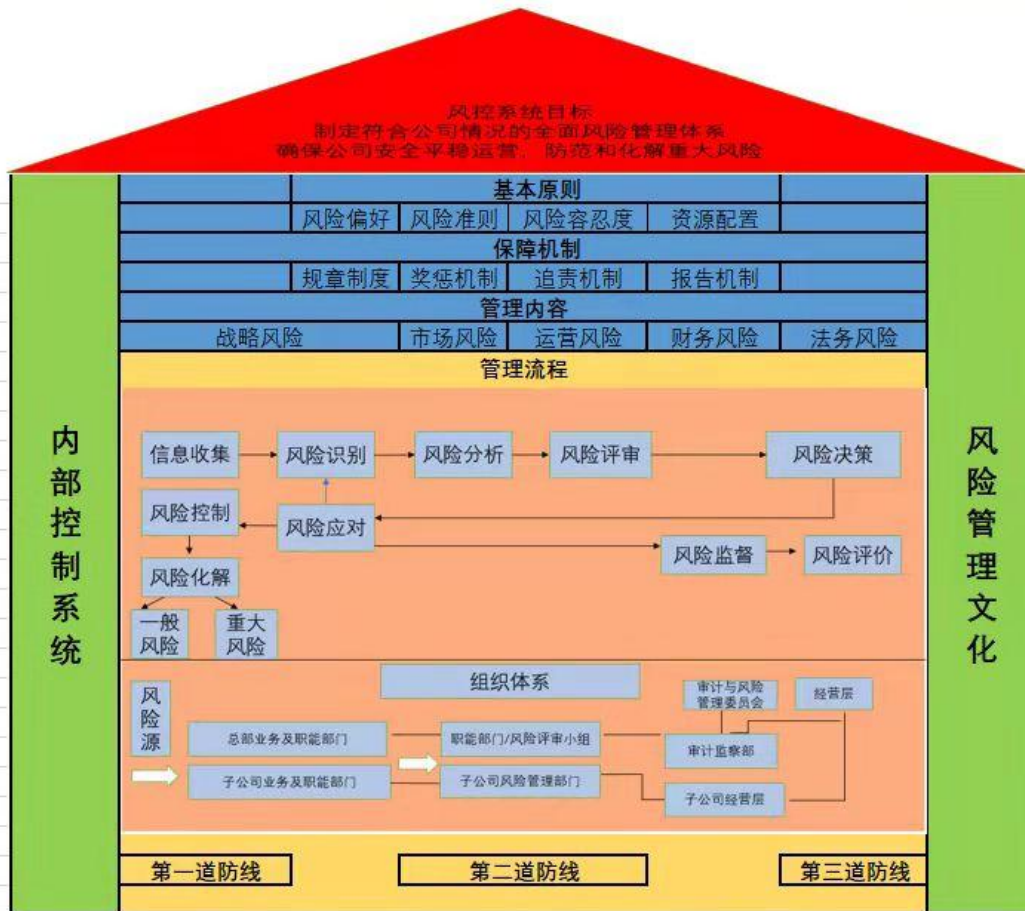 风控系统目标
制定符合公司情况的全面风险管理体系
确保公司安全平稳运营，防范和化解重大风险
内部控制系统
风险管理文化
基本原则
风险偏好 风险准则 风险容忍度 资源配置
保障机制
规章制度 奖惩机制 追责机制 报告机制
管理内容
战略风险 市场风险 运营风险 财务风险 法务风险
管理流程
信息收集 风险识别 风险分析 风险评审 风险决策
风险控制 风险应对
风险监督 风险评价
风险化解
一般
风险
重大
风险
组织体系
风险源
审计与风险
管理委员会
经营层
总部业务及职能部门 职能部门/风险评审小组 审计监察部
子公司业务及职能部门 子公司风险管理部门 子公司经营层
第一道防线 第二道防线 第三道防线